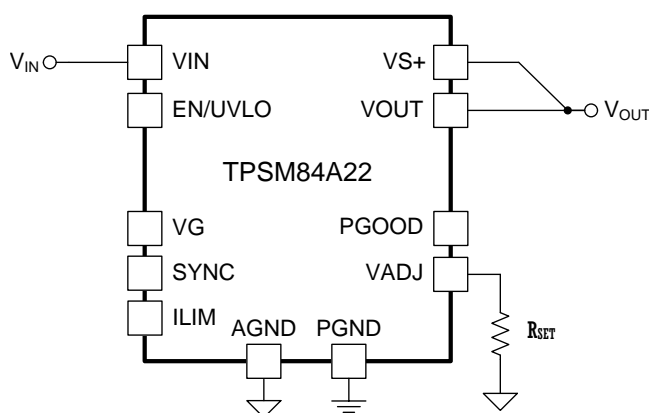 VIN
VIN
EN/UVLO
VS+
VOUT
VOUT
TPSM84A22
VG
SYNC
ILIM
PGOOD
VADJ
AGND
PGND
RSET